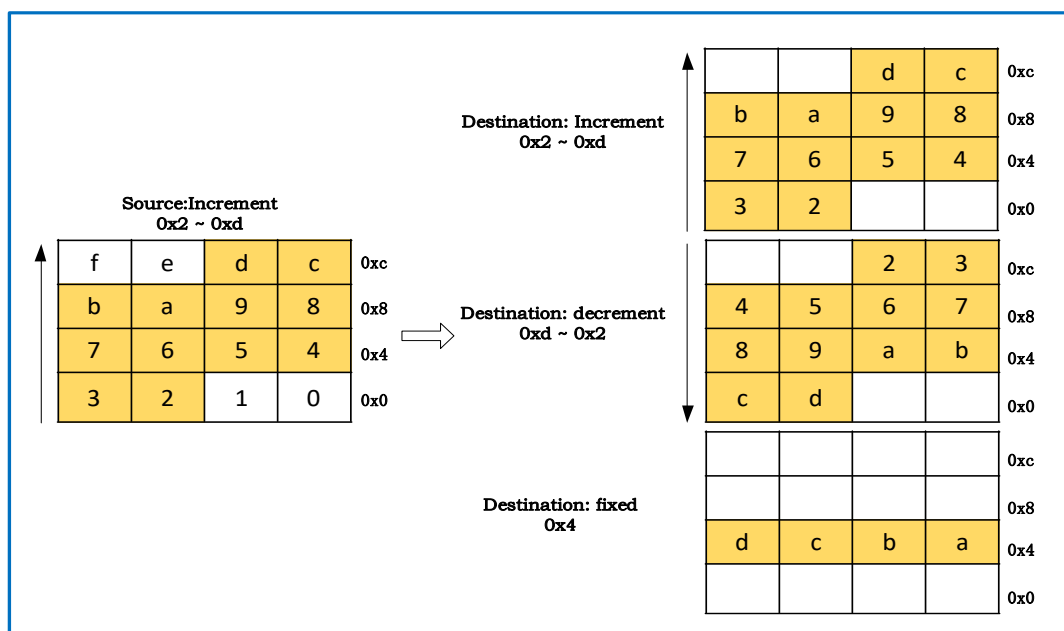 Source:Increment
0x2 ~ 0xd
f e d c 0xc
b a 9 8 0x8
7 6 5 4 0x4
3 2 1 0 0x0
Destination: Increment
0x2 ~ 0xd
d c 0xc
b a 9 8 0x8
7 6 5 4 0x4
3 2 0x0
Destination: decrement
0xd ~ 0x2
2 3 0xc
4 5 6 7 0x8
8 9 a b 0x4
c d 0x0
Destination: fixed
0x4
0xc
0x8
d c b a 0x4
0x0